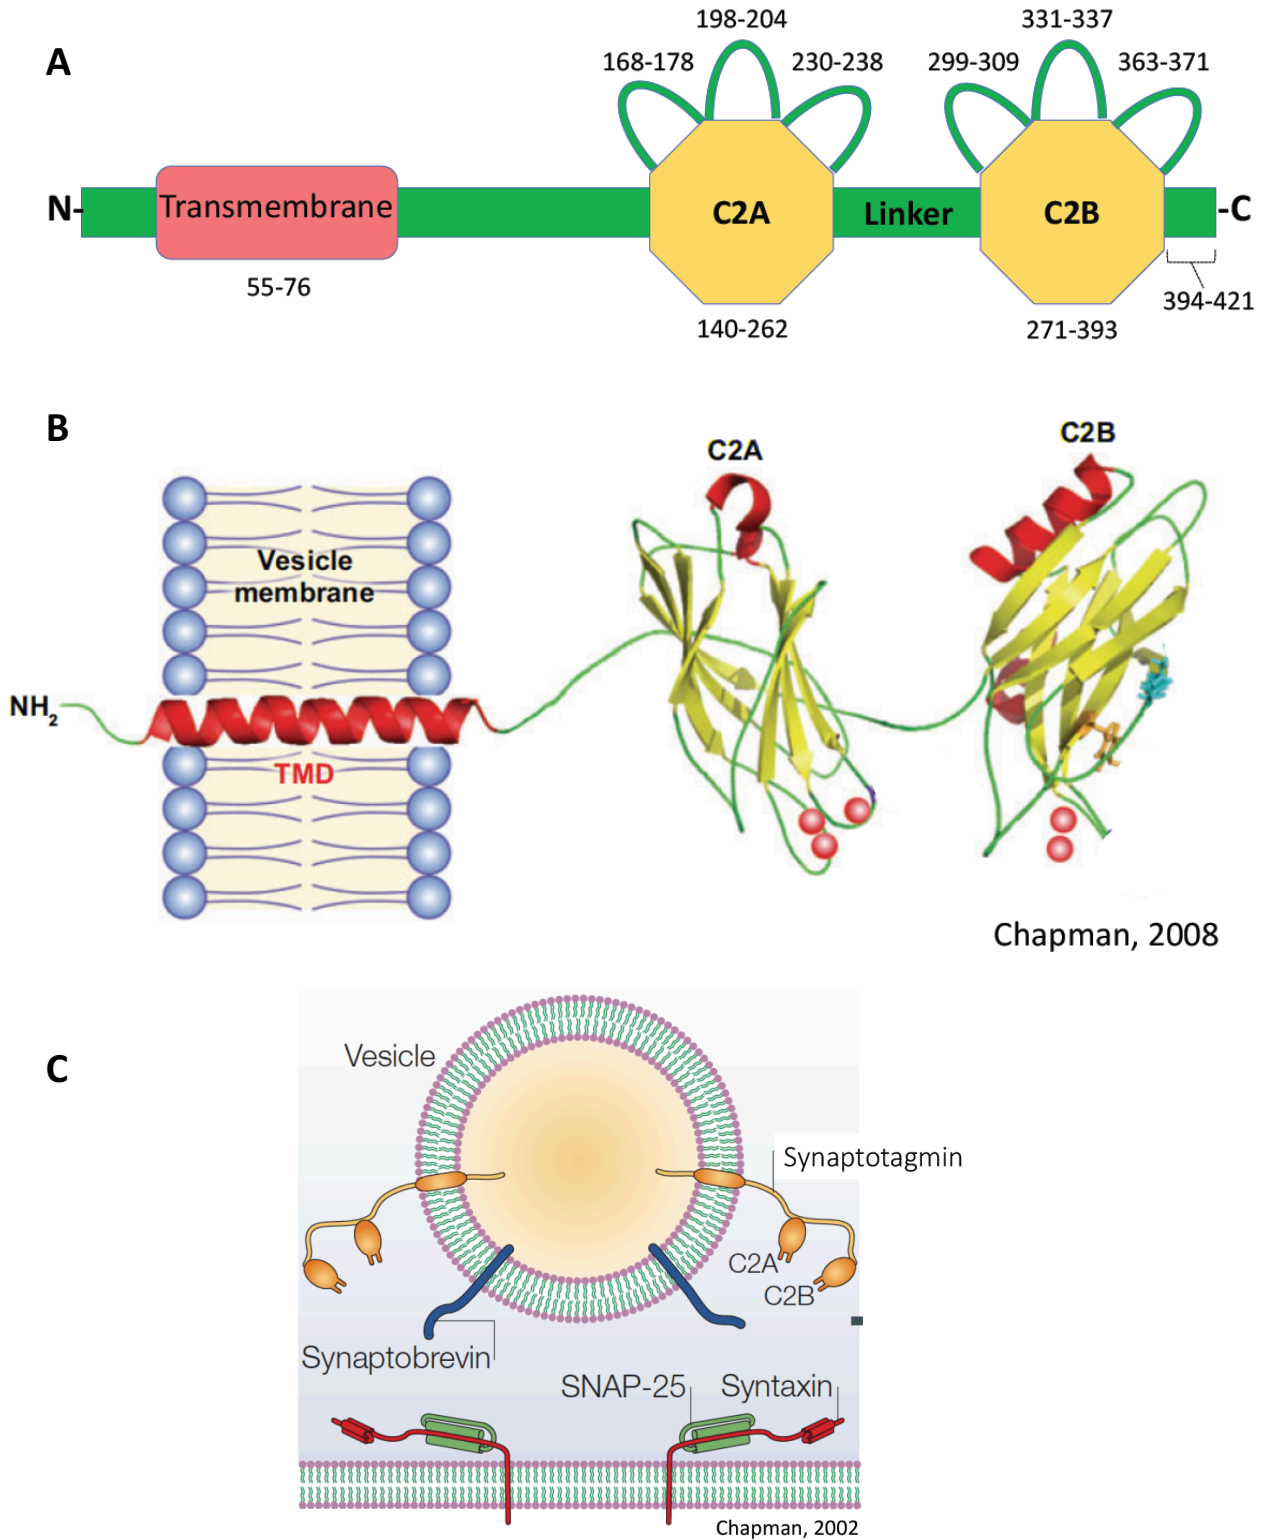 A
198-204
331-337
168-178
230-238
299-309
363-371
N-
Transmembrane
C2A
Linker
C2B
-C
55-76
394-421
140-262
271-393
B
C2A
C2B
Vesicle
membrane
NH2
TMD
Chapman, 2008
C
Vesicle
Synaptotagmin
C2A
C2B
Synaptobrevin
SNAP-25
Syntaxin
Chapman, 2002